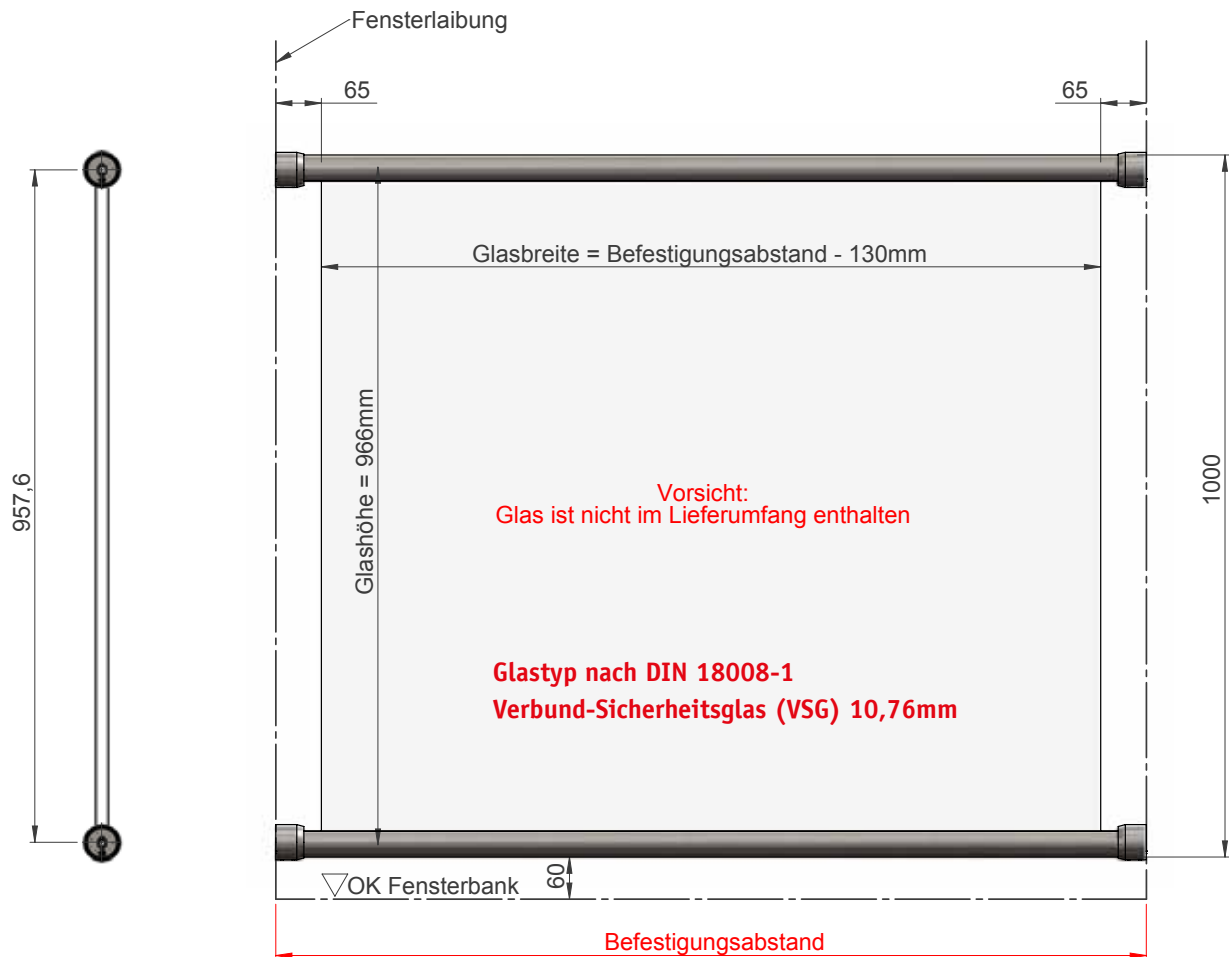 Fensterlaibung
65
65
Glasbreite = Befestigungsabstand - 130mm
Glashöhe = 966mm
957,6
1000
Vorsicht:
Glas ist nicht im Lieferumfang enthalten
Glastyp nach DIN 18008-1
Verbund-Sicherheitsglas (VSG) 10,76mm
OK Fensterbank
60
Befestigungsabstand